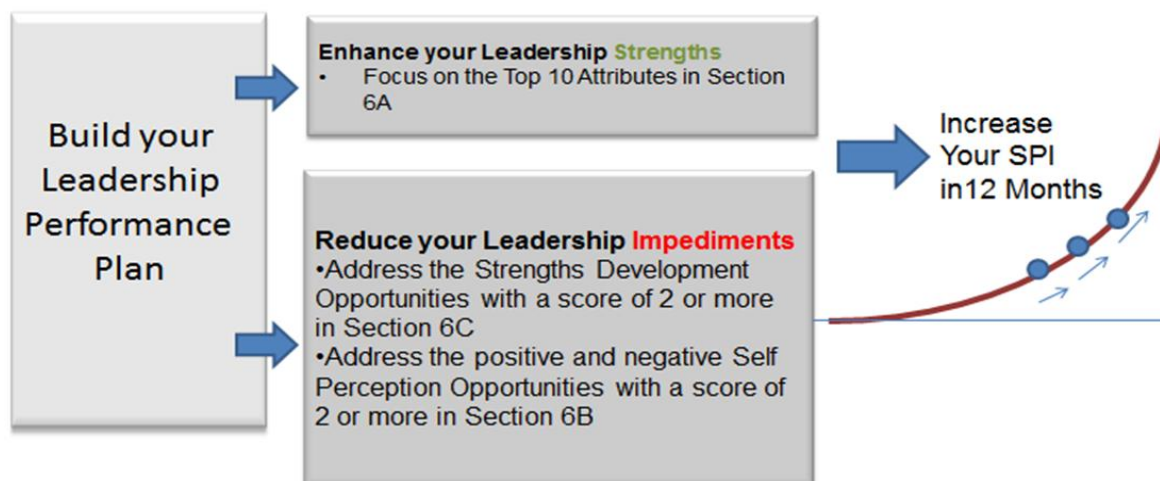 Build your
Leadership
Performance
Plan
Enhance your Leadership Strengths
• Focus on the Top 10 Attributes in Section
6A
Reduce your Leadership Impediments
•Address the Strengths Development
Opportunities with a score of 2 or more
in Section 6C
•Address the positive and negative Self
Perception Opportunities with a score of
2 or more in Section 6B
Increase
Your SPI
in12 Months